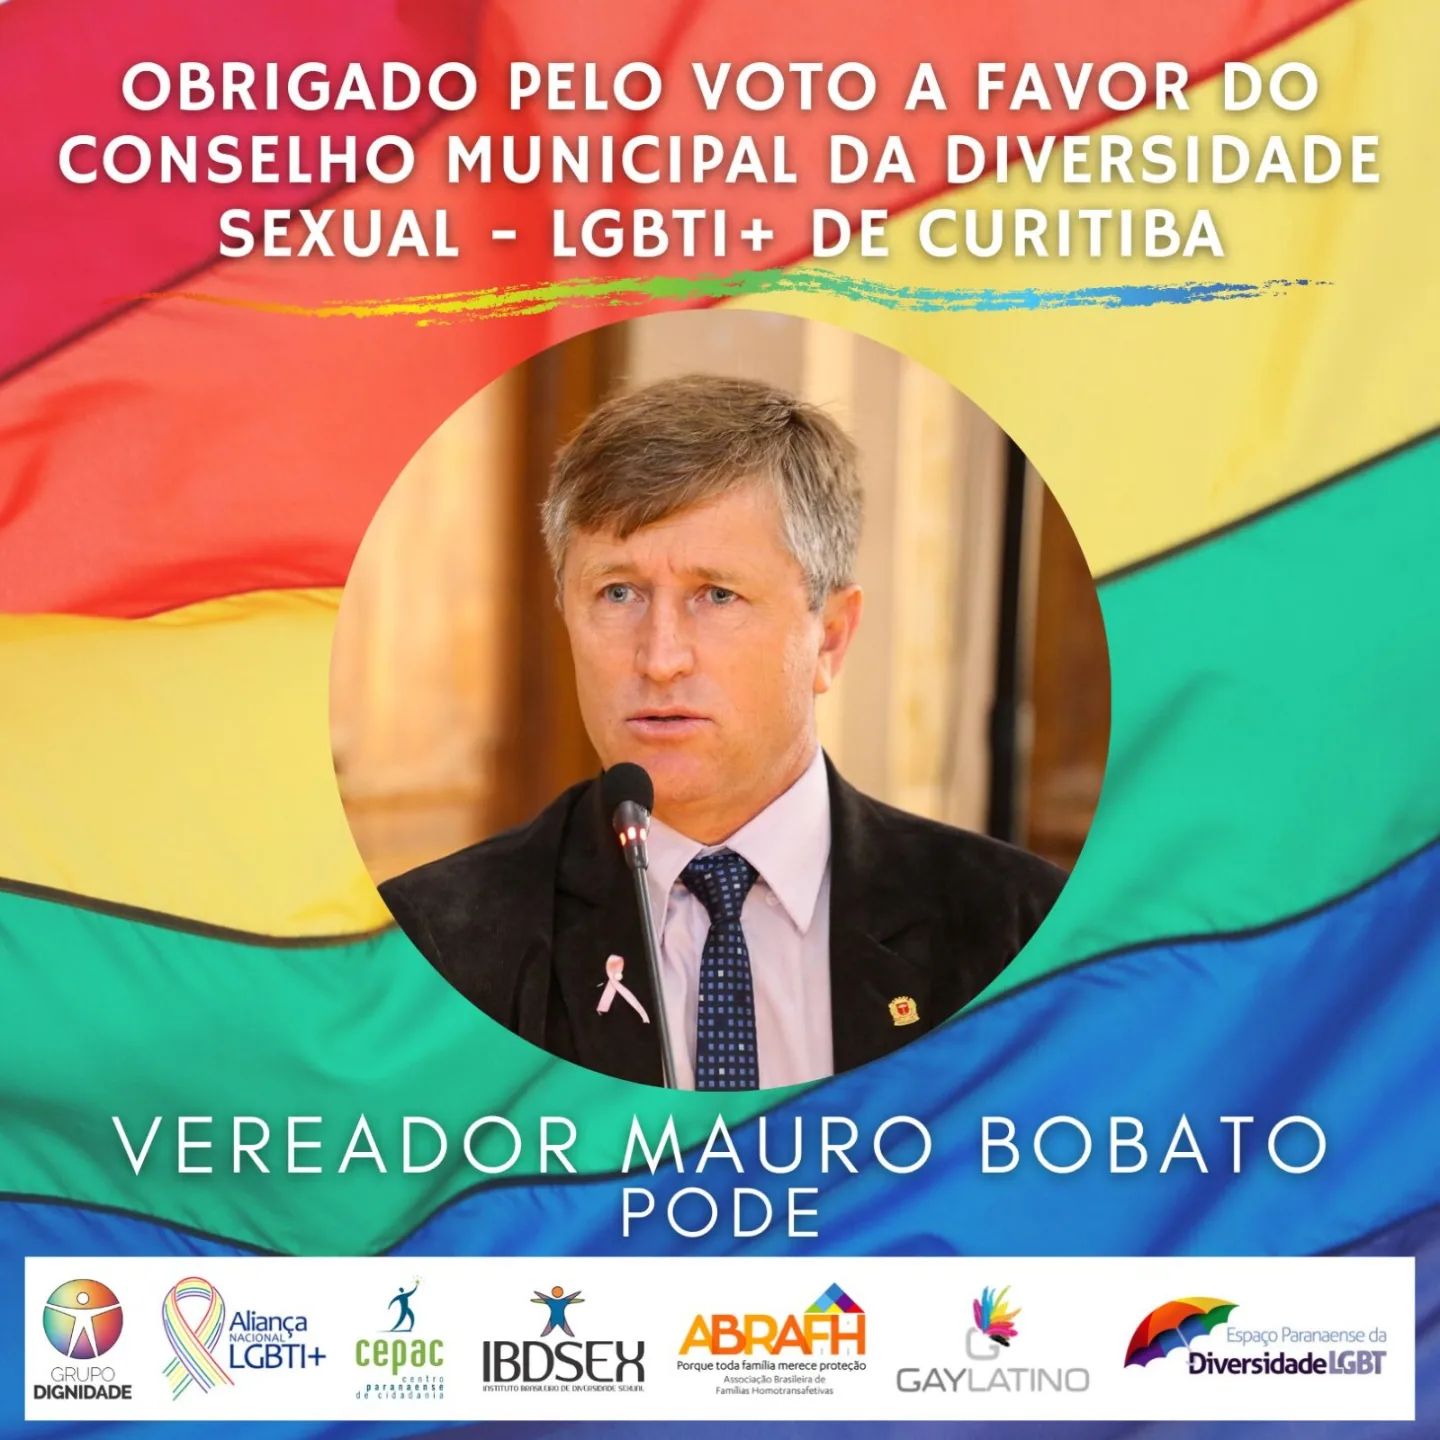 OBRIGADO PELO VOTO A FAVOR DO
CONSELHO MUNICIPAL DA DIVERSIDADE
SEXUAL - LGBTI+ DE CURITIBA
VEREADOR MAURO BOBATO
PODE
GRUPO
DIGNIDADE
Aliança
NACIONAL
LGBTI+
cepac
centro
paranaense
de cidadania
IBDSEX
INSTITUTO BRASILEIRO DE DIVERSIDADE SEXUAL
ABRAFH
Porque toda família merece proteção
Associação Brasileira de
Famílias Homotransafetivas
G
GAYLATINO
Espaço Paranaense da
DiversidadeLGBT